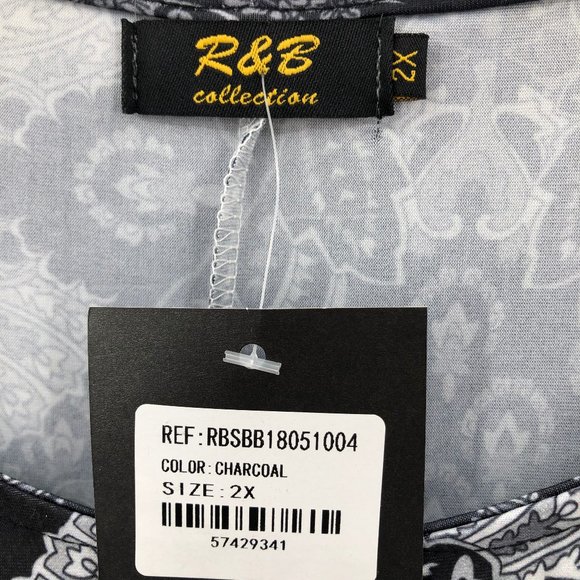 R&B
collection
2X
REF:RBSBB18051004
COLOR:CHARCOAL
SIZE:2X
57429341